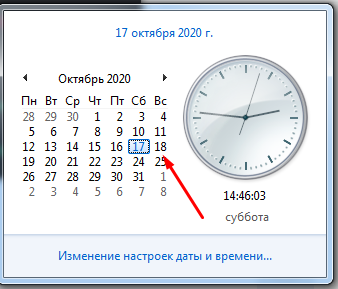 17 октября 2020 г.
Октябрь 2020
Пн Вт Ср Чт Пт Сб Вс
28 29 30 1 2 3 4
5 6 7 8 9 10 11
12 13 14 15 16 17 18
19 20 21 22 23 24 25
26 27 28 29 30 31 1
2 3 4 5 6 7 8
14:46:03
суббота
Изменение настроек даты и времени...